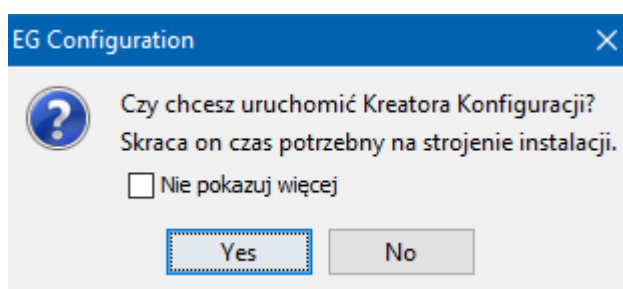 EG Configuration
Czy chcesz uruchomić Kreatora Konfiguracji?
Skraca on czas potrzebny na strojenie instalacji.
Nie pokazuj więcej
Yes No